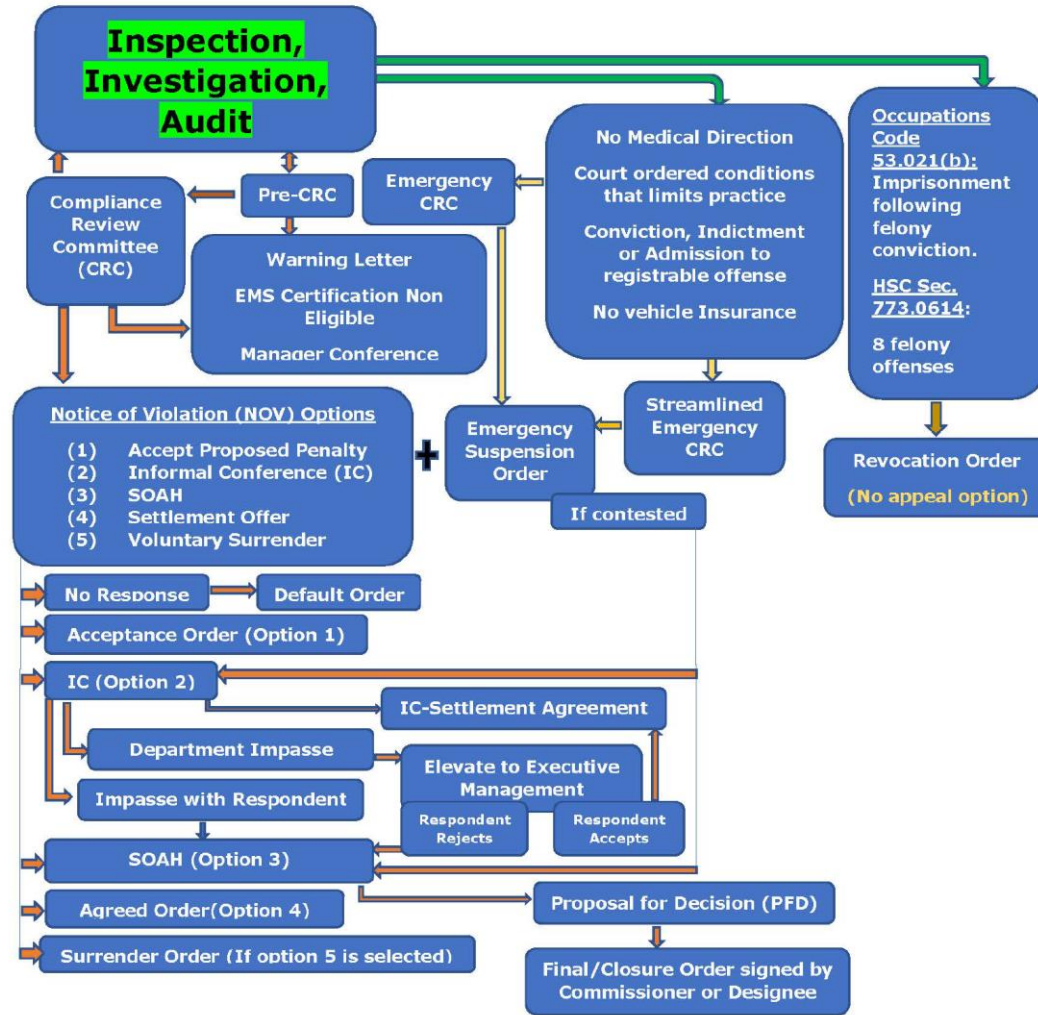 Inspection,
Investigation,
Audit
Occupations
Code
53.021(b):
Imprisonment
following
felony
conviction.
HSC Sec.
773.0614:
8 felony
offenses
No Medical Direction
Court ordered conditions
that limits practice
Conviction, Indictment
or Admission to
registrable offense
No vehicle Insurance
Emergency
CRC
Pre-CRC
Compliance
Review
Committee
(CRC)
Warning Letter
EMS Certification Non
Eligible
Manager Conference
Notice of Violation (NOV) Options
(1) Accept Proposed Penalty
(2) Informal Conference (IC)
(3) SOAH
(4) Settlement Offer
(5) Voluntary Surrender
+
Emergency
Suspension
Order
Streamlined
Emergency
CRC
Revocation Order
(No appeal option)
If contested
No Response
Default Order
Acceptance Order (Option 1)
IC (Option 2)
IC-Settlement Agreement
Department Impasse
Elevate to Executive
Management
Impasse with Respondent
Respondent
Rejects
Respondent
Accepts
SOAH (Option 3)
Proposal for Decision (PFD)
Agreed Order(Option 4)
Surrender Order (If option 5 is selected)
Final/Closure Order signed by
Commissioner or Designee